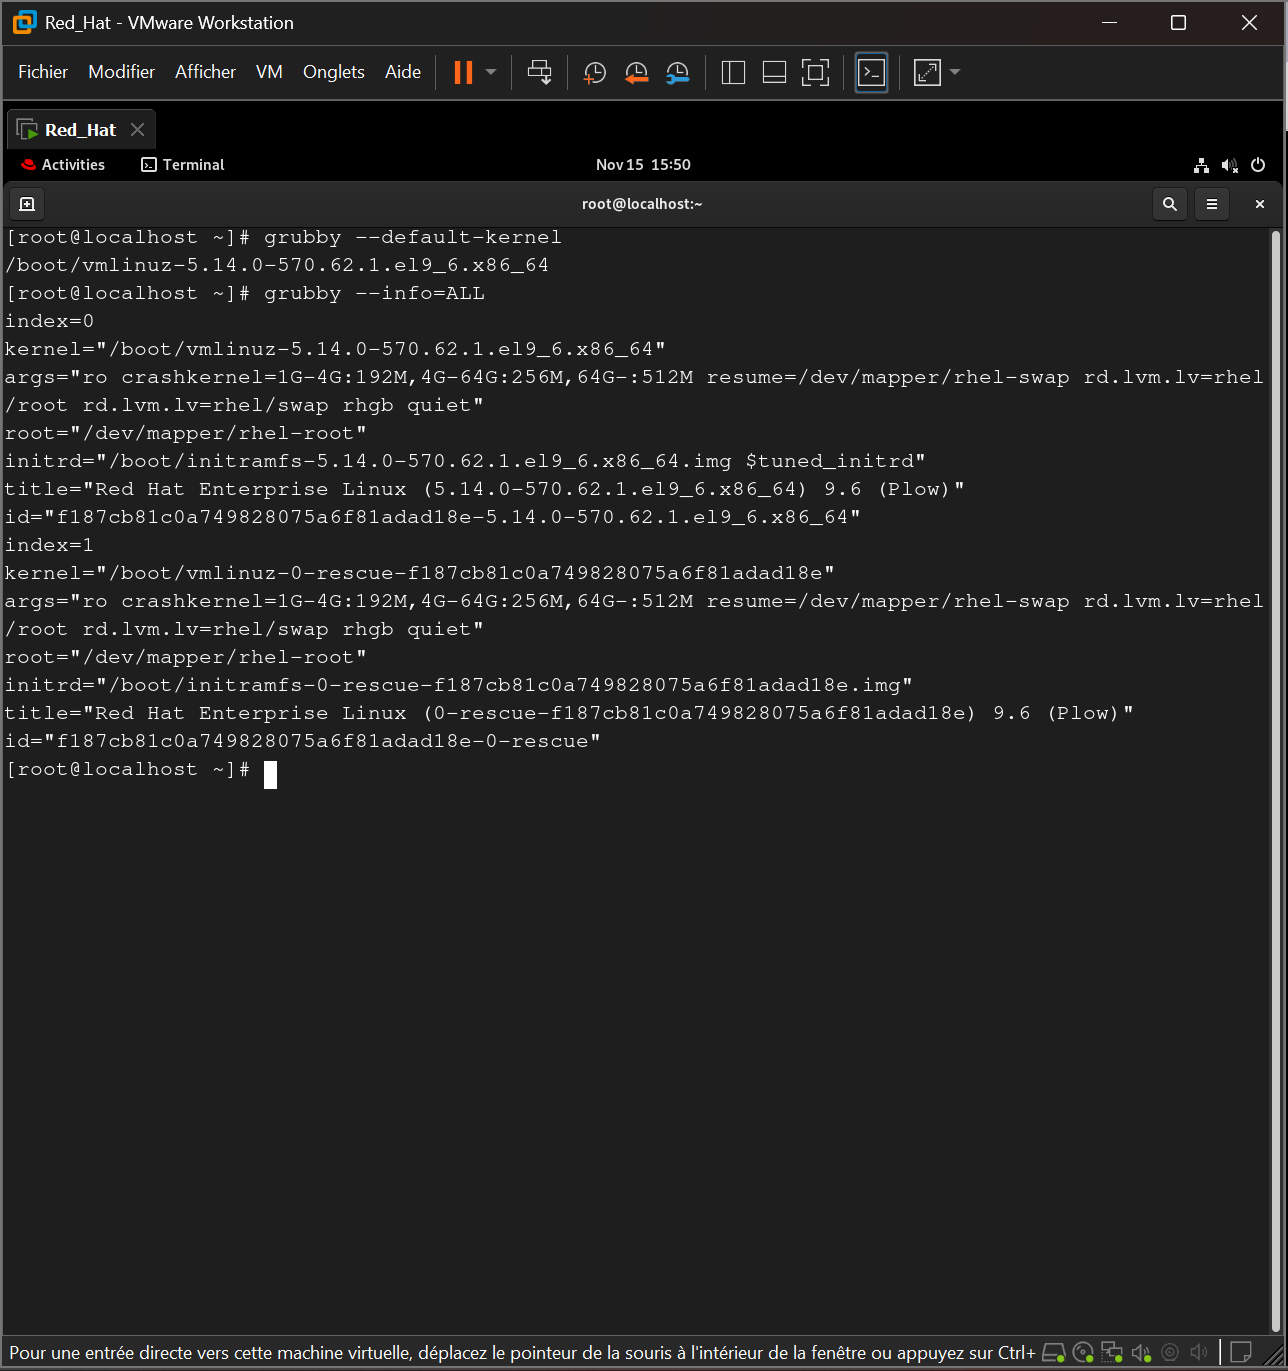 Red_Hat - VMware Workstation
Fichier Modifier Afficher VM Onglets Aide
Red_Hat
Activities Terminal Nov 15 15:50
root@localhost:~
[root@localhost ~]# grubby --default-kernel
/boot/vmlinuz-5.14.0-570.62.1.el9_6.x86_64
[root@localhost ~]# grubby --info=ALL
index=0
kernel="/boot/vmlinuz-5.14.0-570.62.1.el9_6.x86_64"
args="ro crashkernel=1G-4G:192M,4G-64G:256M,64G-:512M resume=/dev/mapper/rhel-swap rd.lvm.lv=rhel
/root rd.lvm.lv=rhel/swap rhgb quiet"
root="/dev/mapper/rhel-root"
initrd="/boot/initramfs-5.14.0-570.62.1.el9_6.x86_64.img $tuned_initrd"
title="Red Hat Enterprise Linux (5.14.0-570.62.1.el9_6.x86_64) 9.6 (Plow)"
id="f187cb81c0a749828075a6f81adad18e-5.14.0-570.62.1.el9_6.x86_64"
index=1
kernel="/boot/vmlinuz-0-rescue-f187cb81c0a749828075a6f81adad18e"
args="ro crashkernel=1G-4G:192M,4G-64G:256M,64G-:512M resume=/dev/mapper/rhel-swap rd.lvm.lv=rhel
/root rd.lvm.lv=rhel/swap rhgb quiet"
root="/dev/mapper/rhel-root"
initrd="/boot/initramfs-0-rescue-f187cb81c0a749828075a6f81adad18e.img"
title="Red Hat Enterprise Linux (0-rescue-f187cb81c0a749828075a6f81adad18e) 9.6 (Plow)"
id="f187cb81c0a749828075a6f81adad18e-0-rescue"
[root@localhost ~]#
Pour une entrée directe vers cette machine virtuelle, déplacez le pointeur de la souris à l'intérieur de la fenêtre ou appuyez sur Ctrl+